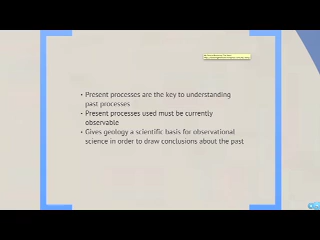 • Present processes are the key to understanding
past processes
• Present processes used must be currently
observable
• Gives geology a scientific basis for observational
science in order to draw conclusions about the past